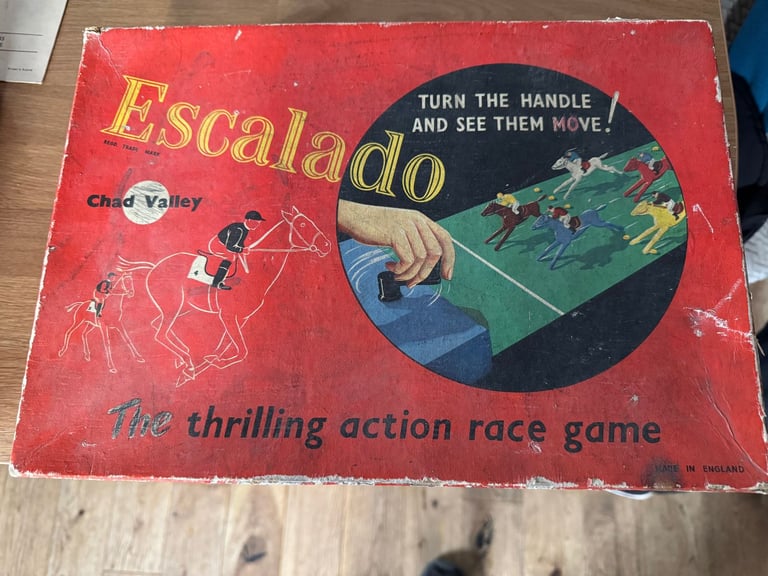 Escalado
REGD. TRADE MARK
TURN THE HANDLE
AND SEE THEM MOVE!
Chad Valley
4
The thrilling action race game
MADE IN ENGLAND